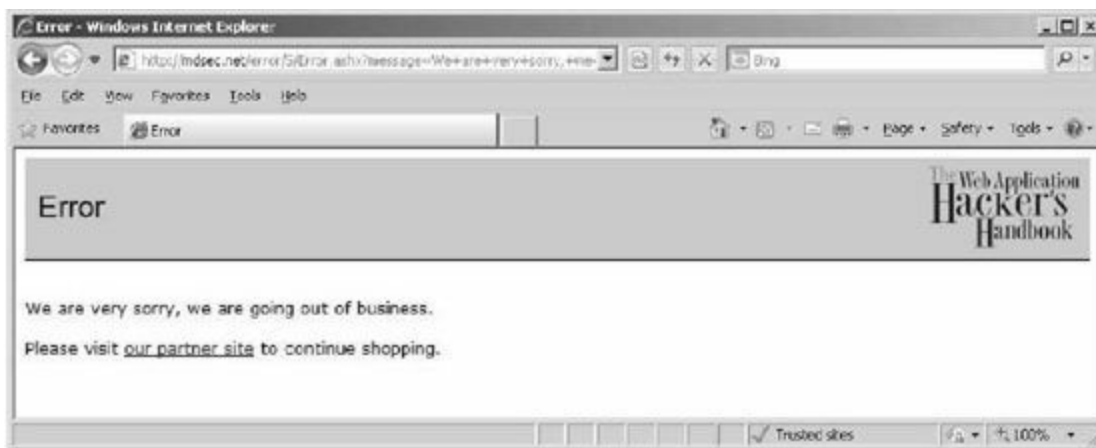 Error - Windows Internet Explorer
http://mdsec.net/error/5/Error.ashx?message=We+are+very+sorry,+
Bing
File Edit View Favorites Tools Help
Favorites Error
Page Safety Tools
Error
The Web Application
Hacker's
Handbook
We are very sorry, we are going out of business.
Please visit our partner site to continue shopping.
Trusted sites
100%